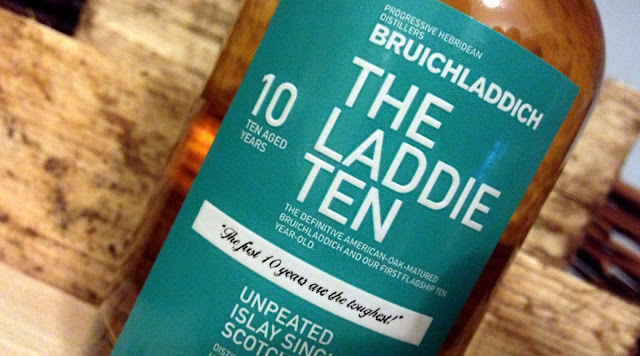 PROGRESSIVE HEBRIDEAN
DISTILLERS
BRUICHLADDICH
THE
LADDIE
TEN
10
TEN AGED
YEARS
THE DEFINITIVE AMERICAN-OAK-MATURED
BRUICHLADDICH AND OUR FIRST FLAGSHIP TEN
YEAR-OLD.
"The first 10 years are the toughest!"
UNPEATED
ISLAY SING
SCOTCH